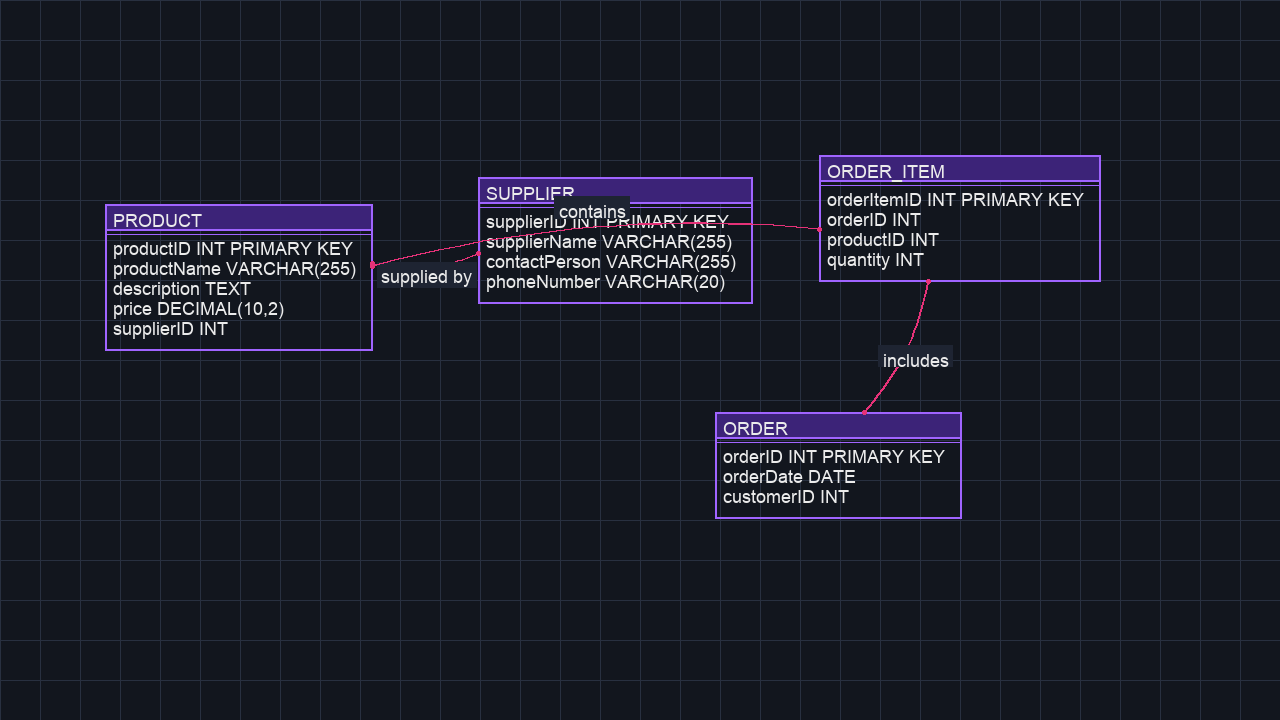 PRODUCT
productID INT PRIMARY KEY
productName VARCHAR(255)
description TEXT
price DECIMAL(10,2)
supplierID INT
supplied by
SUPPLIER
contains
supplierID INT PRIMARY KEY
supplierName VARCHAR(255)
contactPerson VARCHAR(255)
phoneNumber VARCHAR(20)
ORDER_ITEM
orderItemID INT PRIMARY KEY
orderID INT
productID INT
quantity INT
includes
ORDER
orderID INT PRIMARY KEY
orderDate DATE
customerID INT